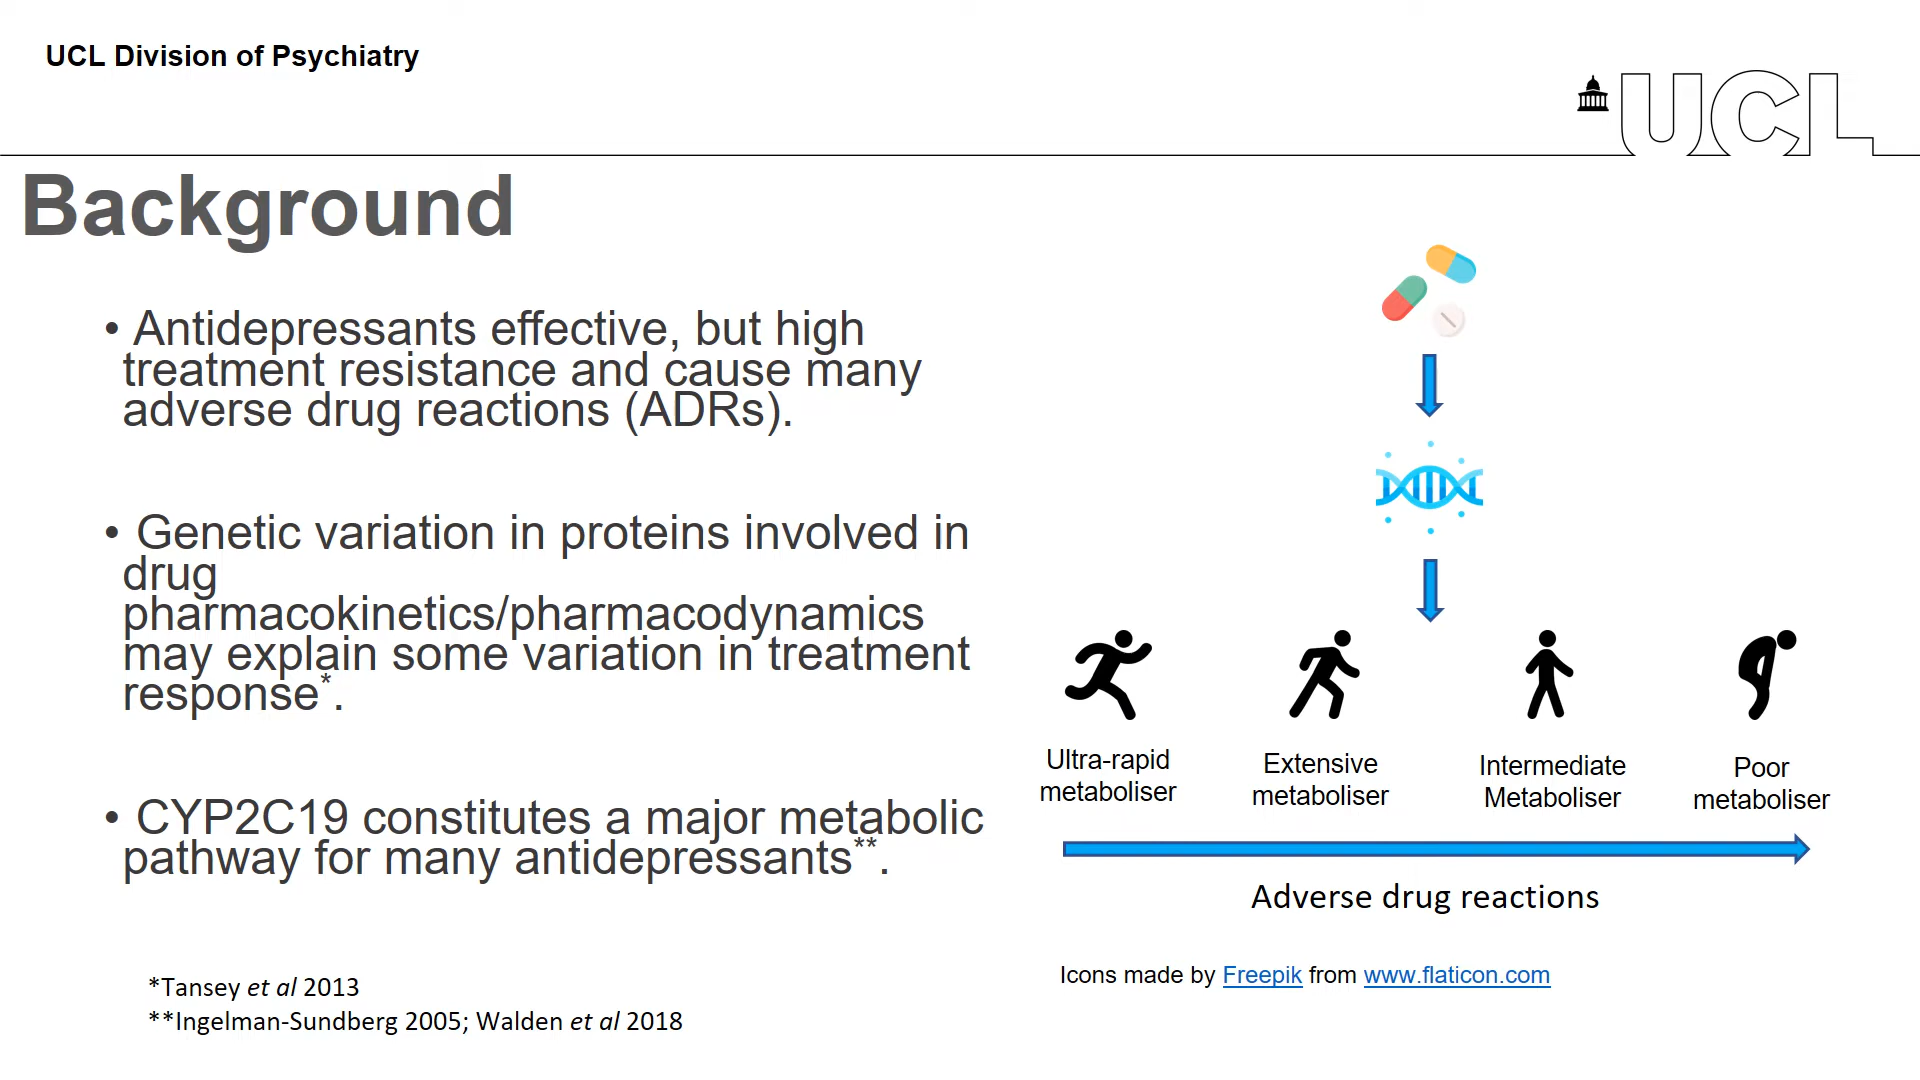 UCL Division of Psychiatry
UCL
Background
• Antidepressants effective, but high
treatment resistance and cause many
adverse drug reactions (ADRs).
• Genetic variation in proteins involved in
drug
pharmacokinetics/pharmacodynamics
may explain some variation in treatment
response*.
• CYP2C19 constitutes a major metabolic
pathway for many antidepressants**.
*Tansey et al 2013
**Ingelman-Sundberg 2005; Walden et al 2018
Ultra-rapid
metaboliser
Extensive
metaboliser
Intermediate
Metaboliser
Poor
metaboliser
Adverse drug reactions
Icons made by Freepik from www.flaticon.com